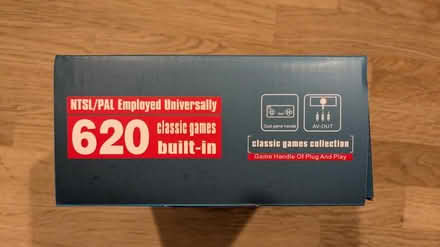 NTSL/PAL Employed Universally
620 classic games
built-in
Dual game handle
AV-OUT
classic games collection
Game Handle Of Plug And Play